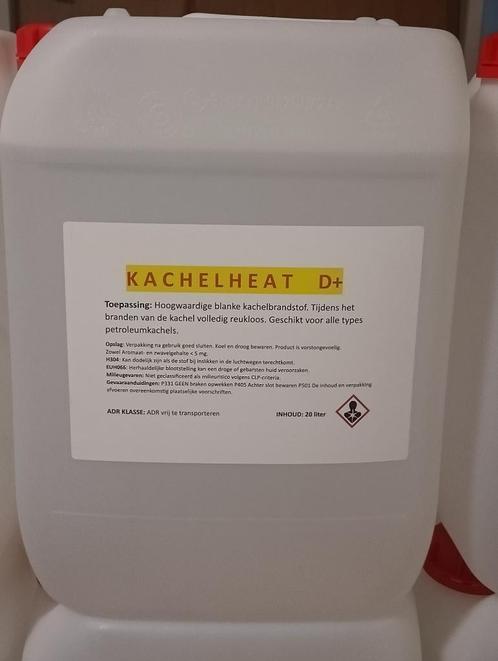 KACHELHEAT D+
Toepassing: Hoogwaardige blanke kachelbrandstof. Tijdens het
branden van de kachel volledig reukloos. Geschikt voor alle types
petroleumkachels.
Opslag: Verpakking na gebruik goed sluiten. Koel en droog bewaren. Product is vorstongevoelig.
Zowel Aromaat- en zwavelgehalte < 5 mg.
H304: Kan dodelijk zijn als de stof bij inslikken in de luchtwegen terechtkomt.
EUH066: Herhaaldelijke blootstelling kan een droge of gebarsten huid veroorzaken.
Milieugevaren: Niet geclassificeerd als milieurisico volgens CLP-criteria.
Gevaaraanduidingen: P331 GEEN braken opwekken P405 Achter slot bewaren P501 De inhoud en verpakking
afvoeren overeenkomstig plaatselijke voorschriften.
ADR KLASSE: ADR vrij te transporteren INHOUD: 20 liter